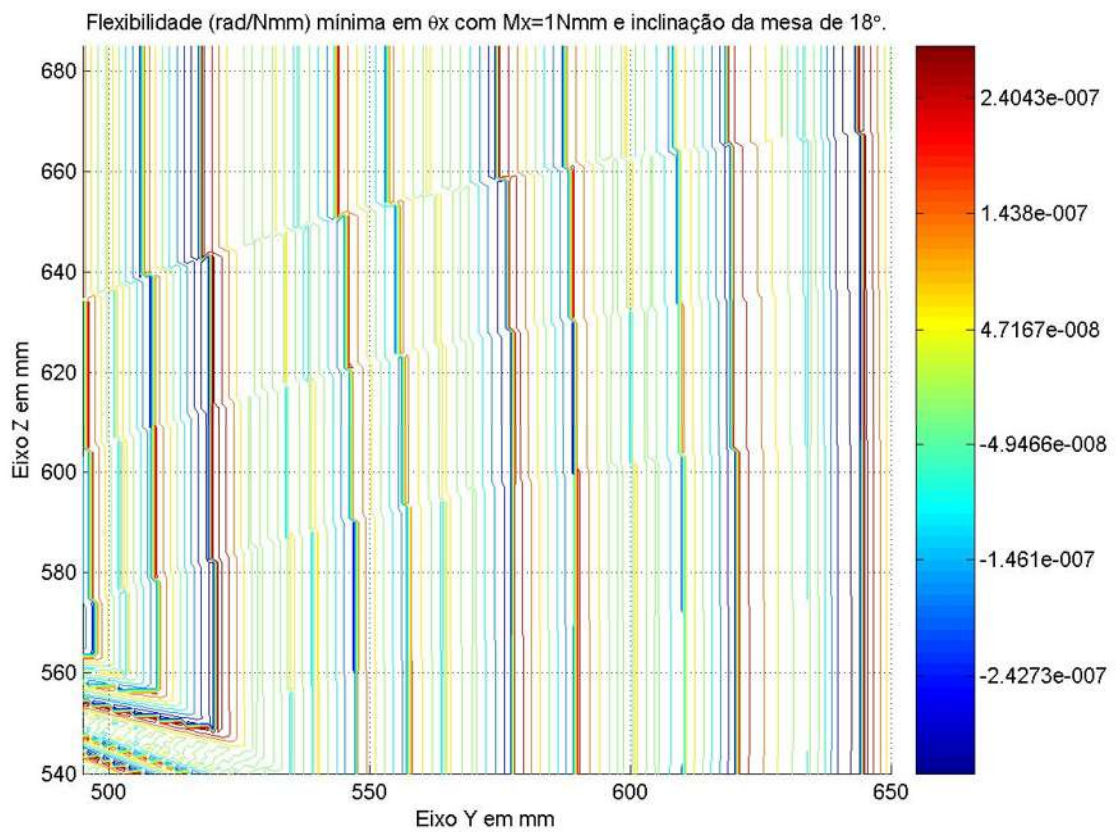 Flexibilidade (rad/Nmm) mínima em θx com Mx=1Nmm e inclinação da mesa de 18°.
680
660
640
620
600
580
560
540
Eixo Z em mm
500
550
600
650
Eixo Y em mm
2.4043e-007
1.438e-007
4.7167e-008
-4.9466e-008
-1.461e-007
-2.4273e-007